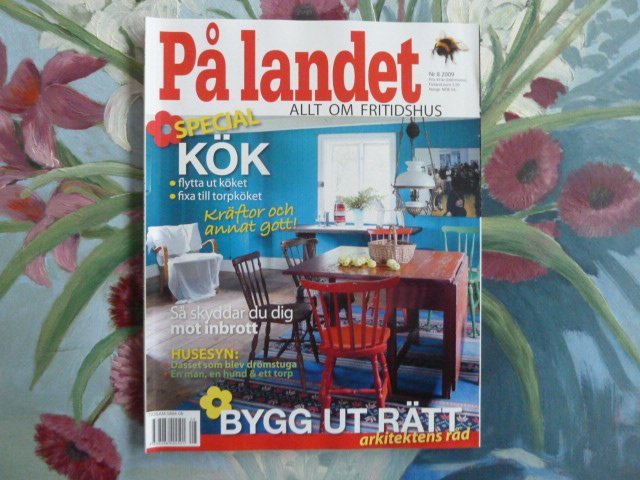 På landet
Nr 8 2009
ALLT OM FRITIDSHUS
SPECIAL
KÖK
• flytta ut köket
• fixa till torpköket
Kräftor och
annat gott!
Så skyddar du dig
mot inbrott
HUSESYN:
Dasset som blev drömstuga
• En man, en hund & ett torp
BYGG UT RÄTT
arkitektens råd